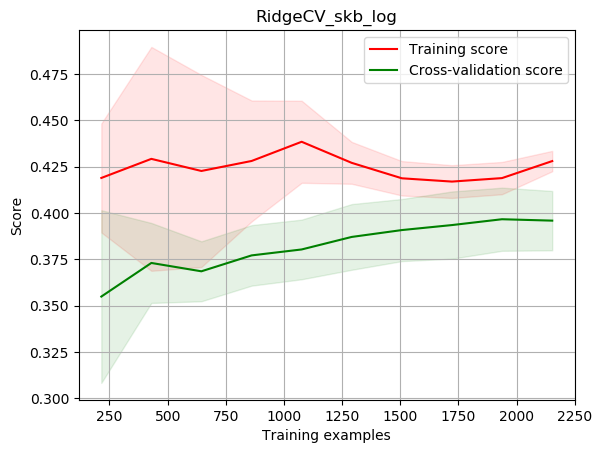 RidgeCV_skb_log
Training score
Cross-validation score
Score
0.475
0.450
0.425
0.400
0.375
0.350
0.325
0.300
250 500 750 1000 1250 1500 1750 2000 2250
Training examples